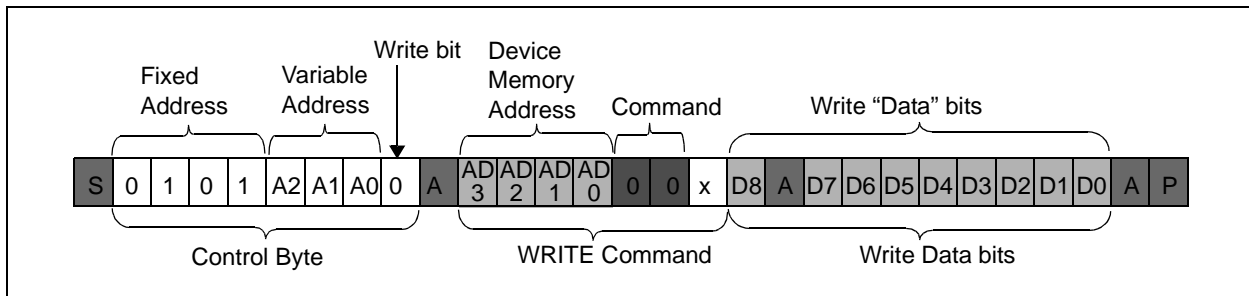 Write bit
Fixed
Address
Variable
Address
Device
Memory
Address
Command
Write “Data” bits
S 0 1 0 1 A2 A1 A0 0 A AD3 AD2 AD1 AD0 0 0 x D8 A D7 D6 D5 D4 D3 D2 D1 D0 A P
Control Byte
WRITE Command
Write Data bits